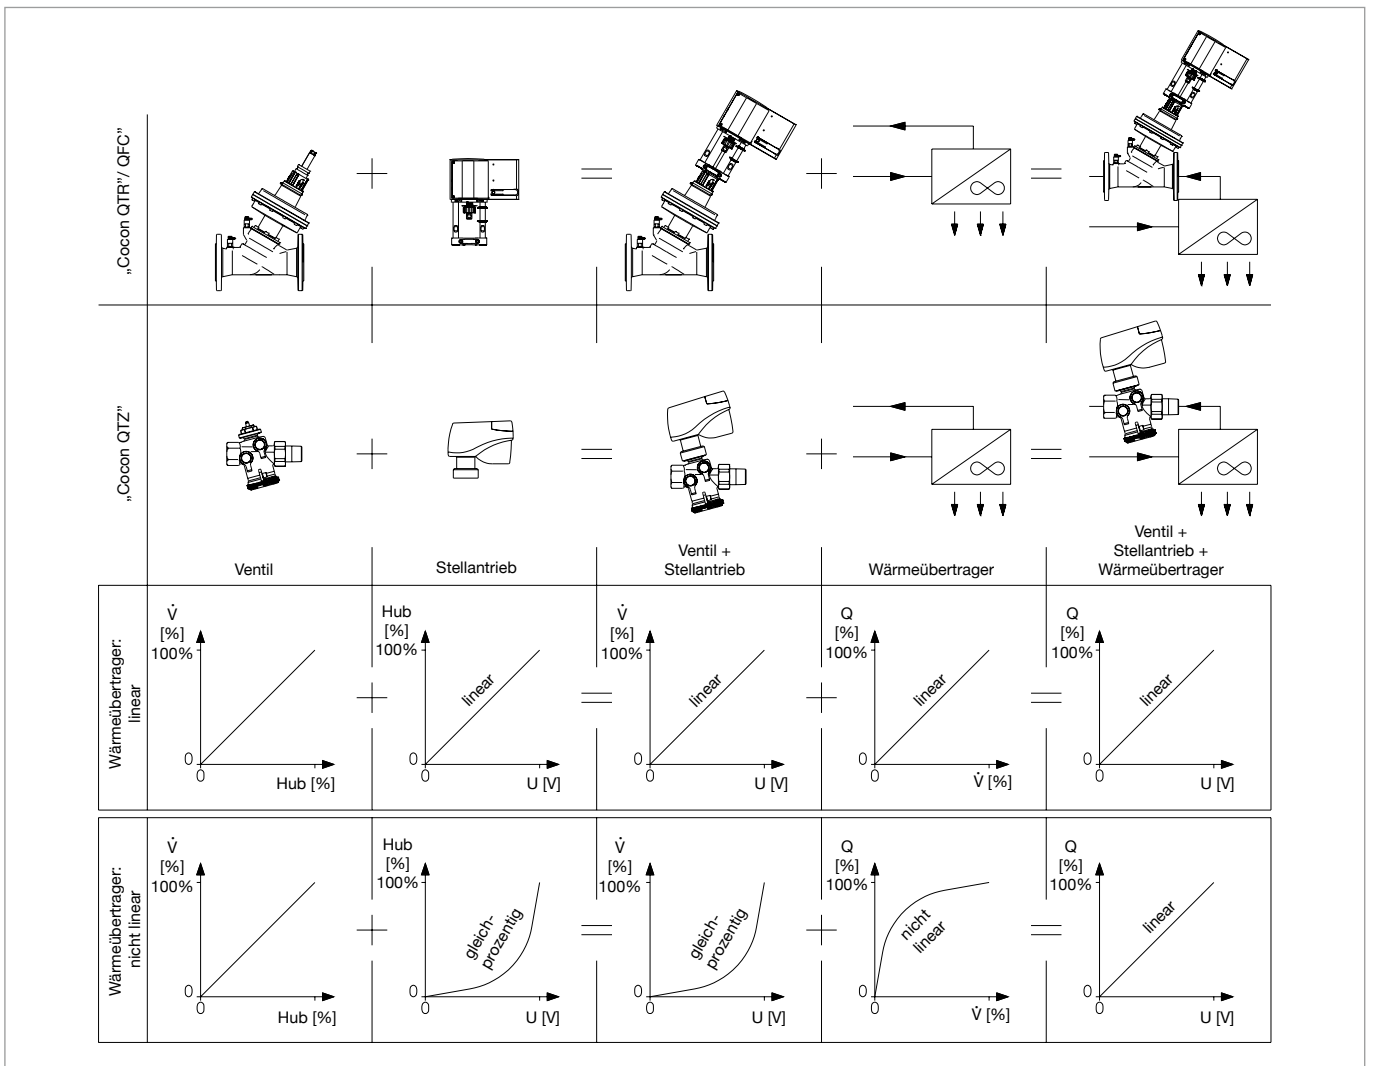 „Cocon QTR”/ QFC”
„Cocon QTZ”
Ventil
Stellantrieb
Ventil +
Stellantrieb
Wärmeübertrager
Ventil +
Stellantrieb +
Wärmeübertrager
Wärmeübertrager:
linear
V̇
[%]
100%
0
0
Hub [%]
Hub
[%]
100%
linear
0
0
U [V]
V̇
[%]
100%
linear
0
0
U [V]
Q
[%]
100%
linear
0
0
V̇ [%]
Q
[%]
100%
linear
0
0
U [V]
Wärmeübertrager:
nicht linear
V̇
[%]
100%
0
0
Hub [%]
Hub
[%]
100%
gleich-
prozentig
0
0
U [V]
V̇
[%]
100%
gleich-
prozentig
0
0
U [V]
Q
[%]
100%
nicht
linear
0
0
V̇ [%]
Q
[%]
100%
linear
0
0
U [V]